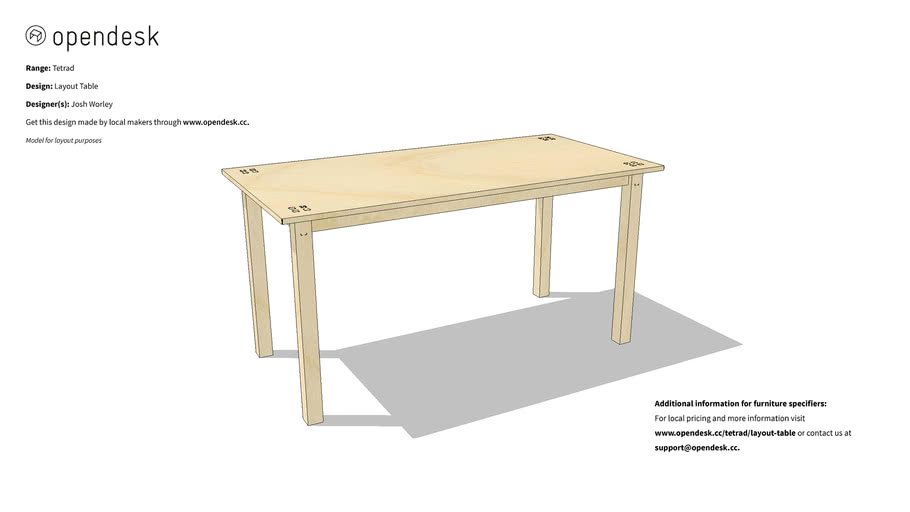 opendesk
Range: Tetrad
Design: Layout Table
Designer(s): Josh Worley
Get this design made by local makers through www.opendesk.cc.
Model for layout purposes
Additional information for furniture specifiers:
For local pricing and more information visit
www.opendesk.cc/tetrad/layout-table or contact us at
support@opendesk.cc.